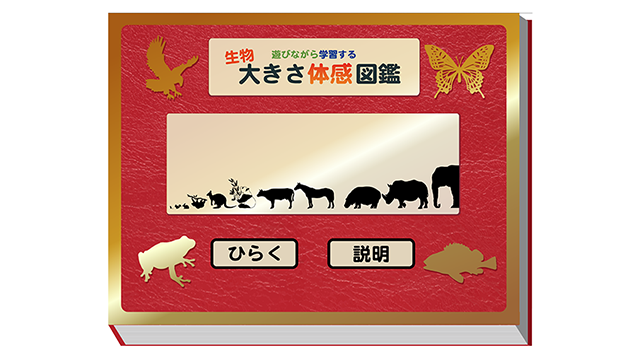 生物 遊びながら学習する
大きさ体感図鑑
ひらく 説明